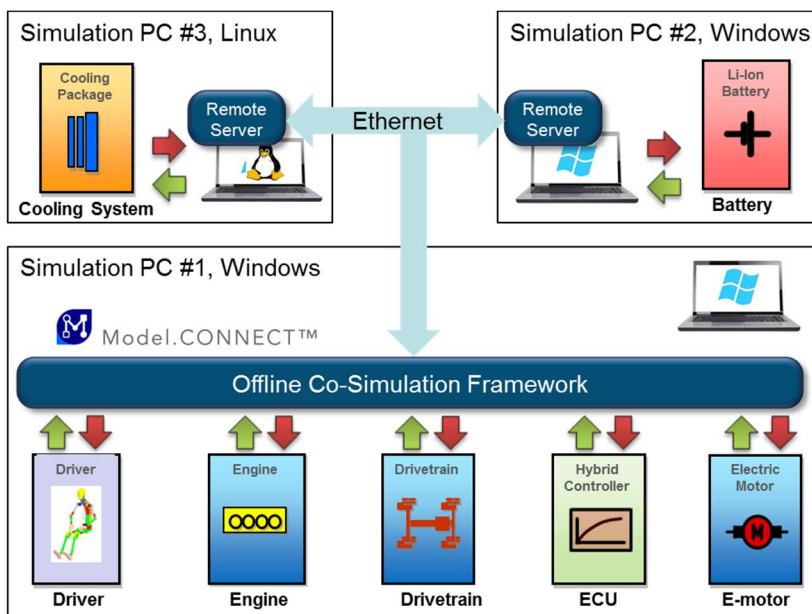 Simulation PC #3, Linux
Cooling
Package
Remote
Server
Cooling System
Ethernet
Simulation PC #2, Windows
Remote
Server
Li-Ion
Battery
Battery
Simulation PC #1, Windows
Model.CONNECT™
Offline Co-Simulation Framework
Driver
Engine
Drivetrain
Hybrid
Controller
Electric
Motor
M
Driver
Engine
Drivetrain
ECU
E-motor